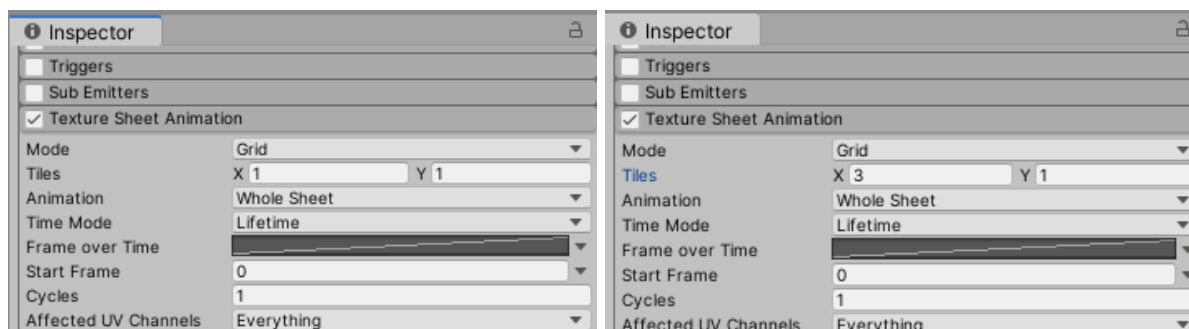 Inspector
Triggers
Sub Emitters
Texture Sheet Animation
Mode Grid
Tiles X 1 Y 1
Animation Whole Sheet
Time Mode Lifetime
Frame over Time
Start Frame 0
Cycles 1
Affected UV Channels Everything
Inspector
Triggers
Sub Emitters
Texture Sheet Animation
Mode Grid
Tiles X 3 Y 1
Animation Whole Sheet
Time Mode Lifetime
Frame over Time
Start Frame 0
Cycles 1
Affected UV Channels Everything